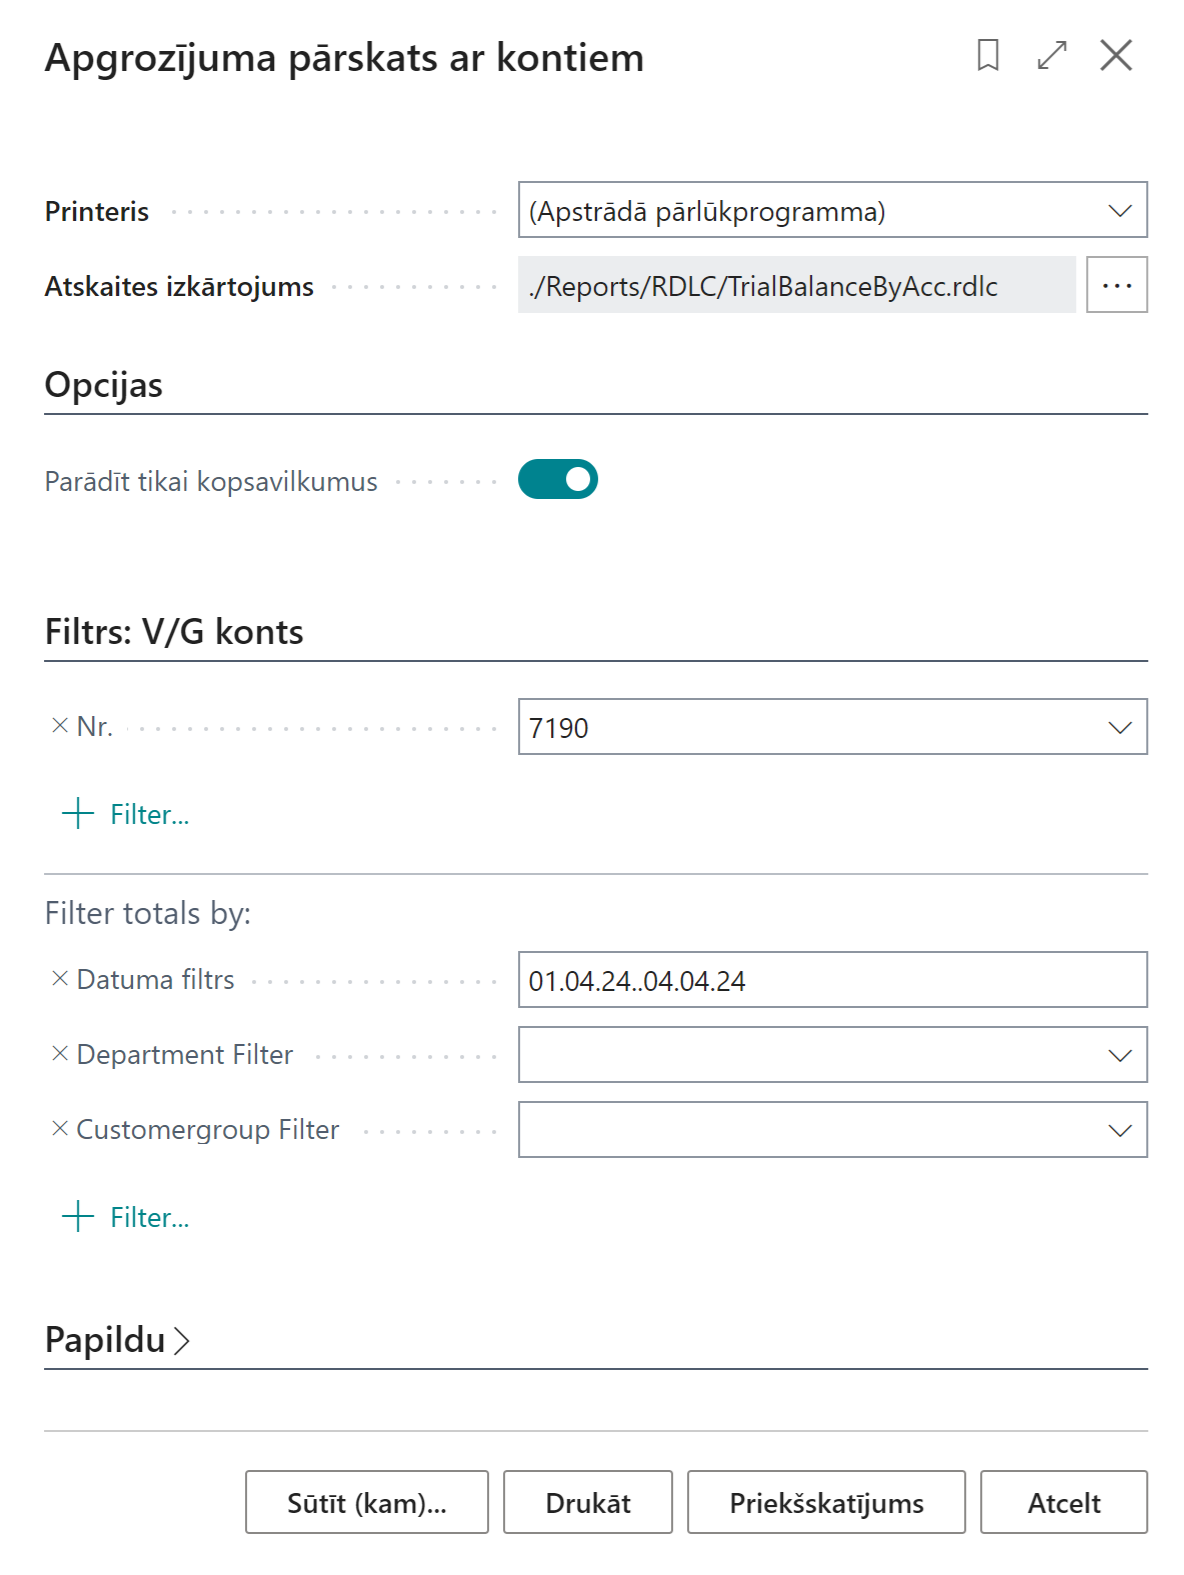 Apgrozījuma pārskats ar kontiem
Printeris
(Apstrādā pārlūkprogramma)
Atskaites izkārtojums
./Reports/RDLC/TrialBalanceByAcc.rdlc
Opcijas
Parādīt tikai kopsavilkumus
Filtrs: V/G konts
Nr.
7190
Filter...
Filter totals by:
Datuma filtrs
01.04.24..04.04.24
Department Filter
Customergroup Filter
Filter...
Papildu
Sūtīt (kam)...
Drukāt
Priekšskatījums
Atcelt